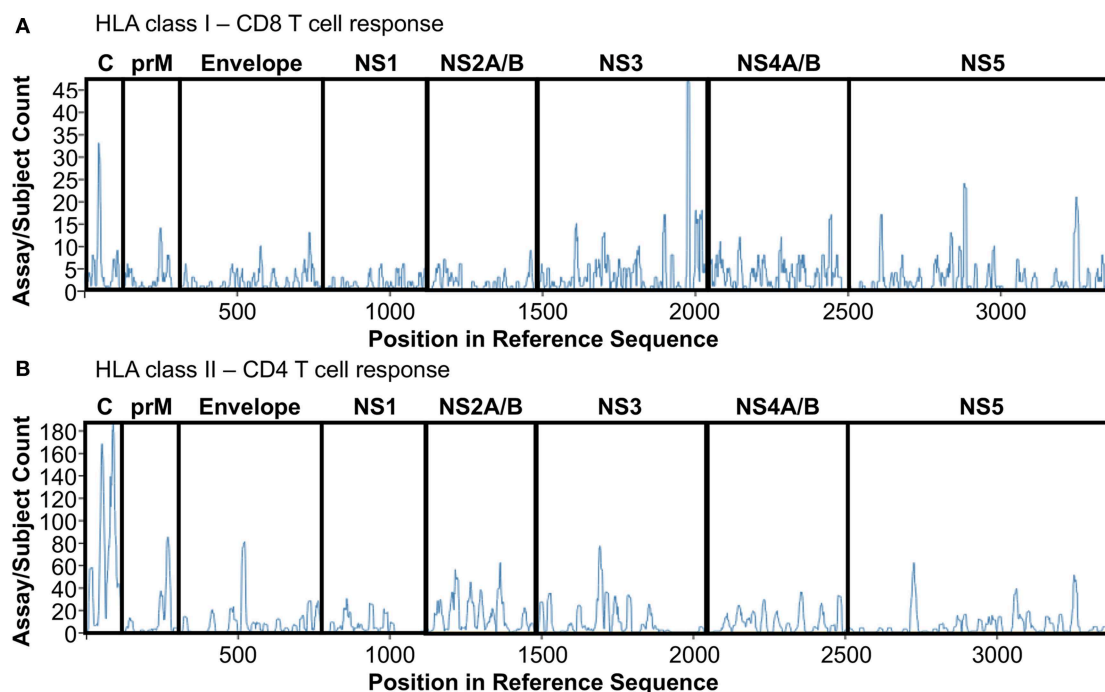 A HLA class I – CD8 T cell response
C prM Envelope NS1 NS2A/B NS3 NS4A/B NS5
Assay/Subject Count
45
40
35
30
25
20
15
10
5
0
500 1000 1500 2000 2500 3000
Position in Reference Sequence
B HLA class II – CD4 T cell response
C prM Envelope NS1 NS2A/B NS3 NS4A/B NS5
Assay/Subject Count
180
160
140
120
100
80
60
40
20
0
500 1000 1500 2000 2500 3000
Position in Reference Sequence